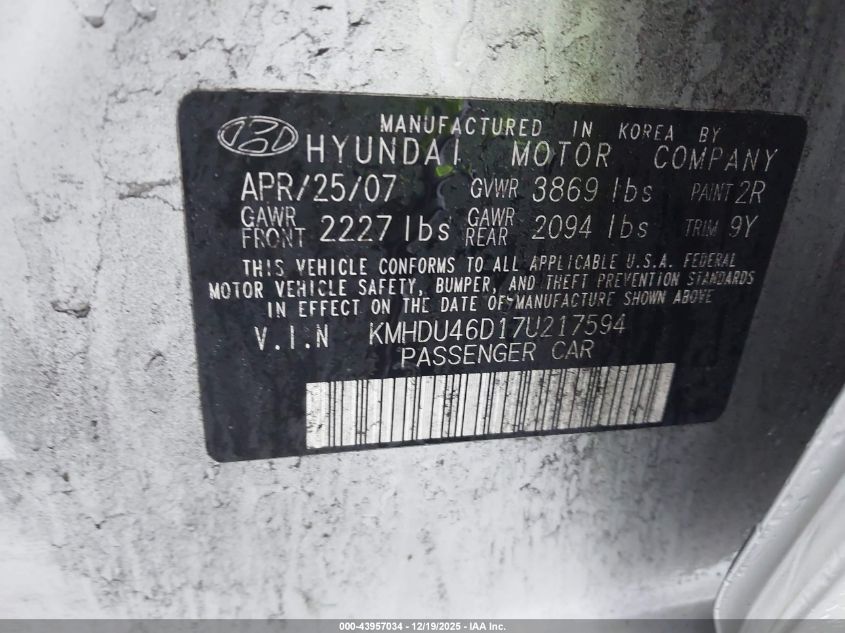 MANUFACTURED IN KOREA BY
HYUNDAI MOTOR COMPANY
APR/25/07 GVWR 3869 lbs PAINT 2R
GAWR FRONT 2227 lbs GAWR REAR 2094 lbs TRIM 9Y
THIS VEHICLE CONFORMS TO ALL APPLICABLE U.S.A. FEDERAL
MOTOR VEHICLE SAFETY, BUMPER, AND THEFT PREVENTION STANDARDS
IN EFFECT ON THE DATE OF MANUFACTURE SHOWN ABOVE
V.I.N KMHDU46D17U217594
PASSENGER CAR
000-43957034 - 12/19/2025 - IAA Inc.